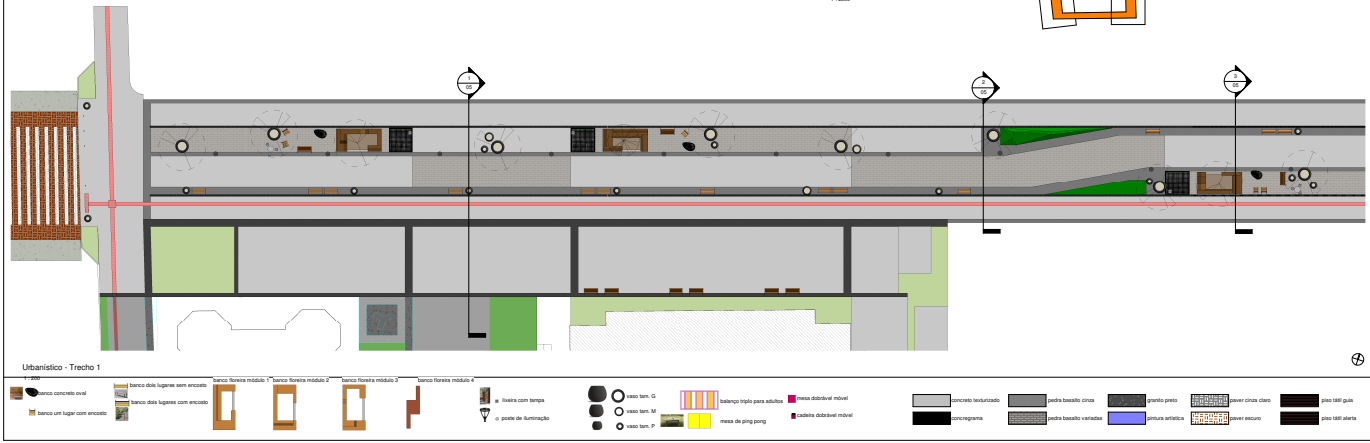 1
05
2
05
3
05
Urbanístico - Trecho 1
1 : 200
banco concreto oval
banco um lugar com encosto
banco dois lugares sem encosto
banco dois lugares com encosto
banco floreira módulo 1
banco floreira módulo 2
banco floreira módulo 3
banco floreira módulo 4
lixeira com tampa
poste de iluminação
vaso tam. G
vaso tam. M
vaso tam. P
balanço triplo para adultos
mesa de ping pong
mesa dobrável móvel
cadeira dobrável móvel
concreto texturizado
concregrama
pedra basalto cinza
pedra basalto variadas
granito preto
pintura artística
paver cinza claro
paver escuro
piso tátil guia
piso tátil alerta